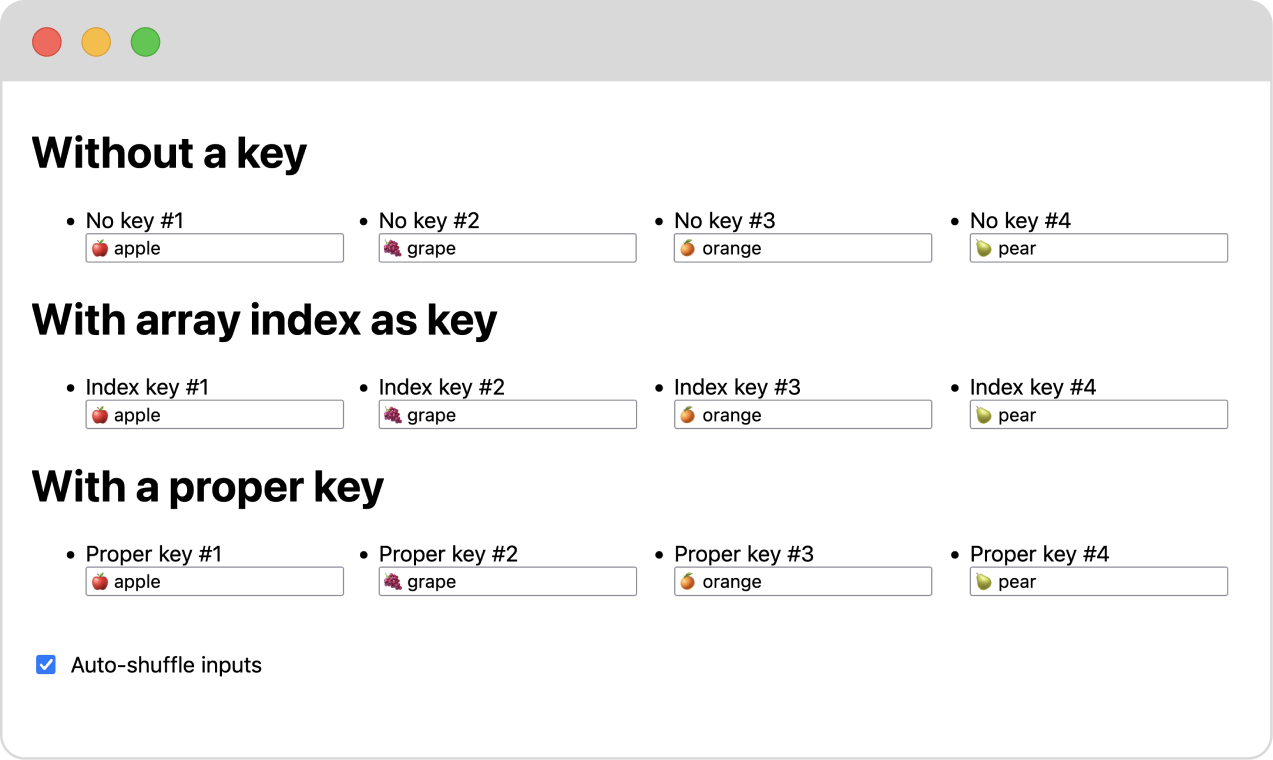 Without a key
• No key #1 • No key #2 • No key #3 • No key #4
🍎 apple 🍇 grape 🍊 orange 🍐 pear
With array index as key
• Index key #1 • Index key #2 • Index key #3 • Index key #4
🍎 apple 🍇 grape 🍊 orange 🍐 pear
With a proper key
• Proper key #1 • Proper key #2 • Proper key #3 • Proper key #4
🍎 apple 🍇 grape 🍊 orange 🍐 pear
Auto-shuffle inputs